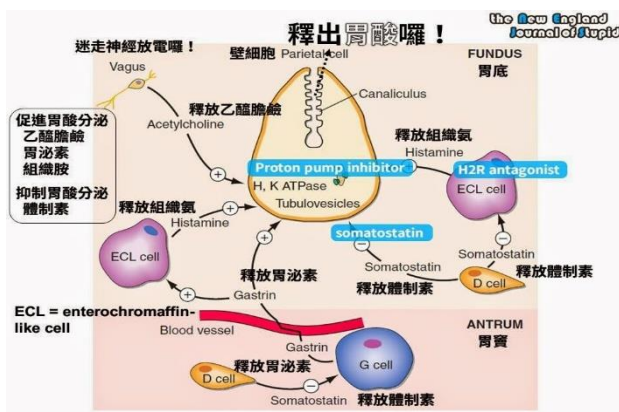 釋出胃酸囉！
the New England
Journal of Stupid
迷走神經放電囉！
壁細胞 Parietal cell
FUNDUS
胃底
Vagus
Canaliculus
促進胃酸分泌
乙醯膽鹼
胃泌素
組織胺
抑制胃酸分泌
體制素
釋放乙醯膽鹼
Acetylcholine
釋放組織氨
Histamine
Proton pump inhibitor
H2R antagonist
H, K ATPase
ECL cell
Tubulovesicles
釋放組織氨
Histamine
somatostatin
ECL cell
Somatostatin
Somatostatin
D cell
釋放胃泌素
釋放體制素
Gastrin
ECL = enterochromaffin-
like cell
Blood vessel
ANTRUM
胃竇
Gastrin
釋放胃泌素
G cell
D cell
Somatostatin
釋放體制素